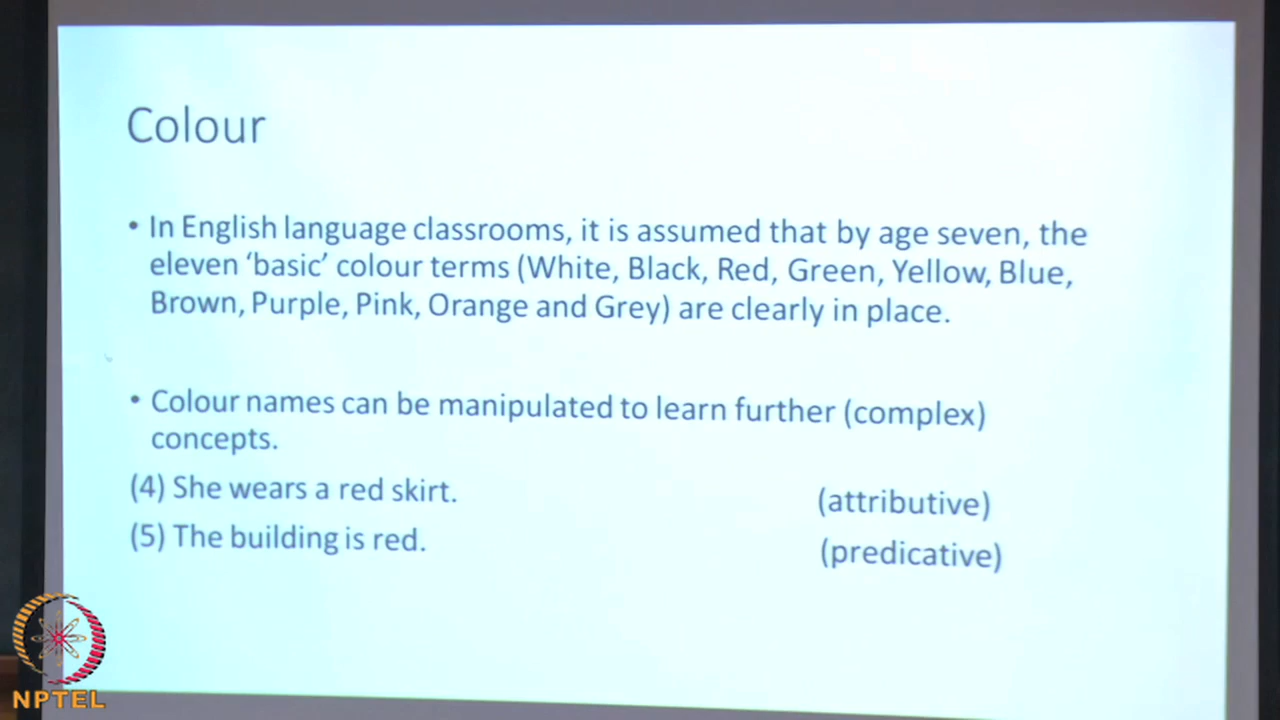 Colour
• In English language classrooms, it is assumed that by age seven, the
eleven ‘basic’ colour terms (White, Black, Red, Green, Yellow, Blue,
Brown, Purple, Pink, Orange and Grey) are clearly in place.
• Colour names can be manipulated to learn further (complex)
concepts.
(4) She wears a red skirt. (attributive)
(5) The building is red. (predicative)
NPTEL